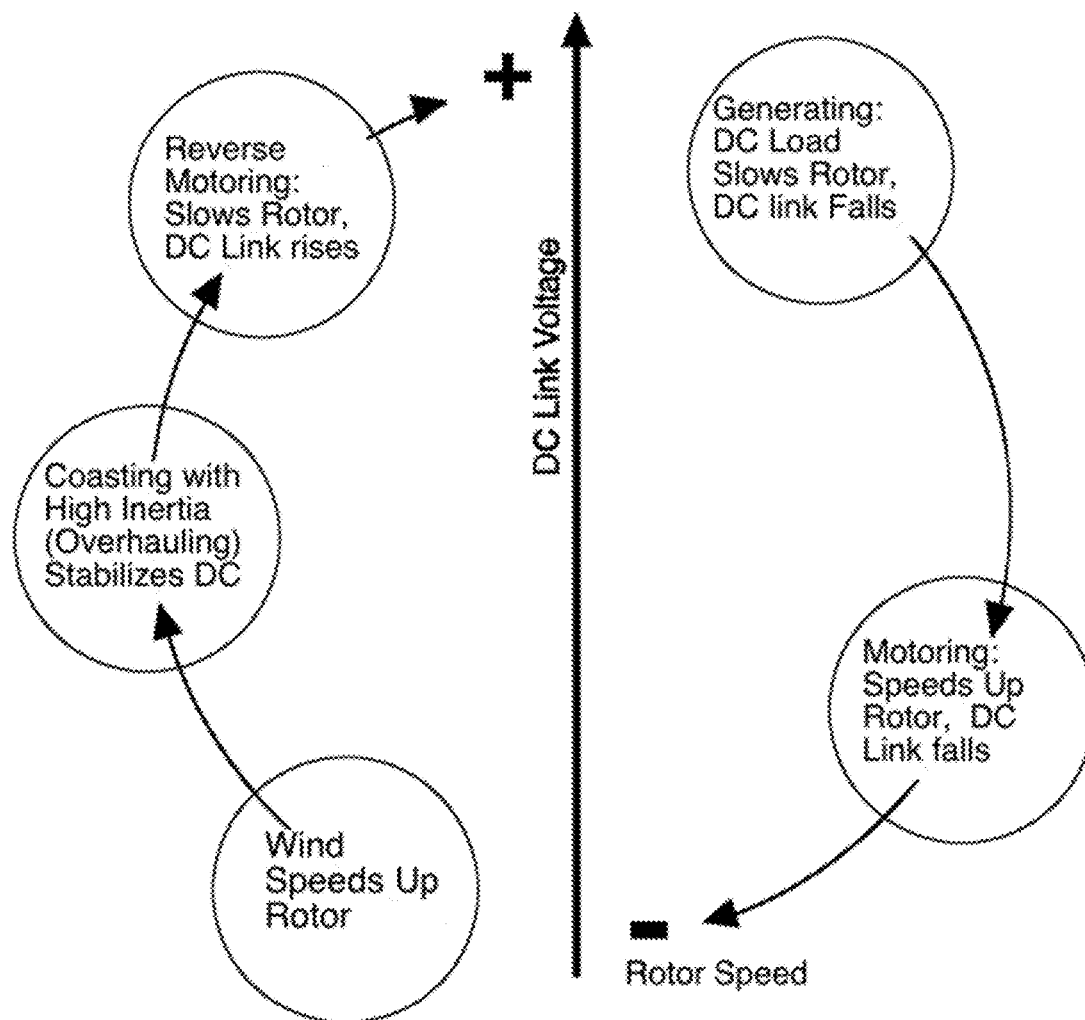 +
Reverse
Motoring:
Slows Rotor,
DC Link rises
Generating:
DC Load
Slows Rotor,
DC link Falls
DC Link Voltage
Coasting with
High Inertia
(Overhauling)
Stabilizes DC
Motoring:
Speeds Up
Rotor, DC
Link falls
Wind
Speeds Up
Rotor
-
Rotor Speed